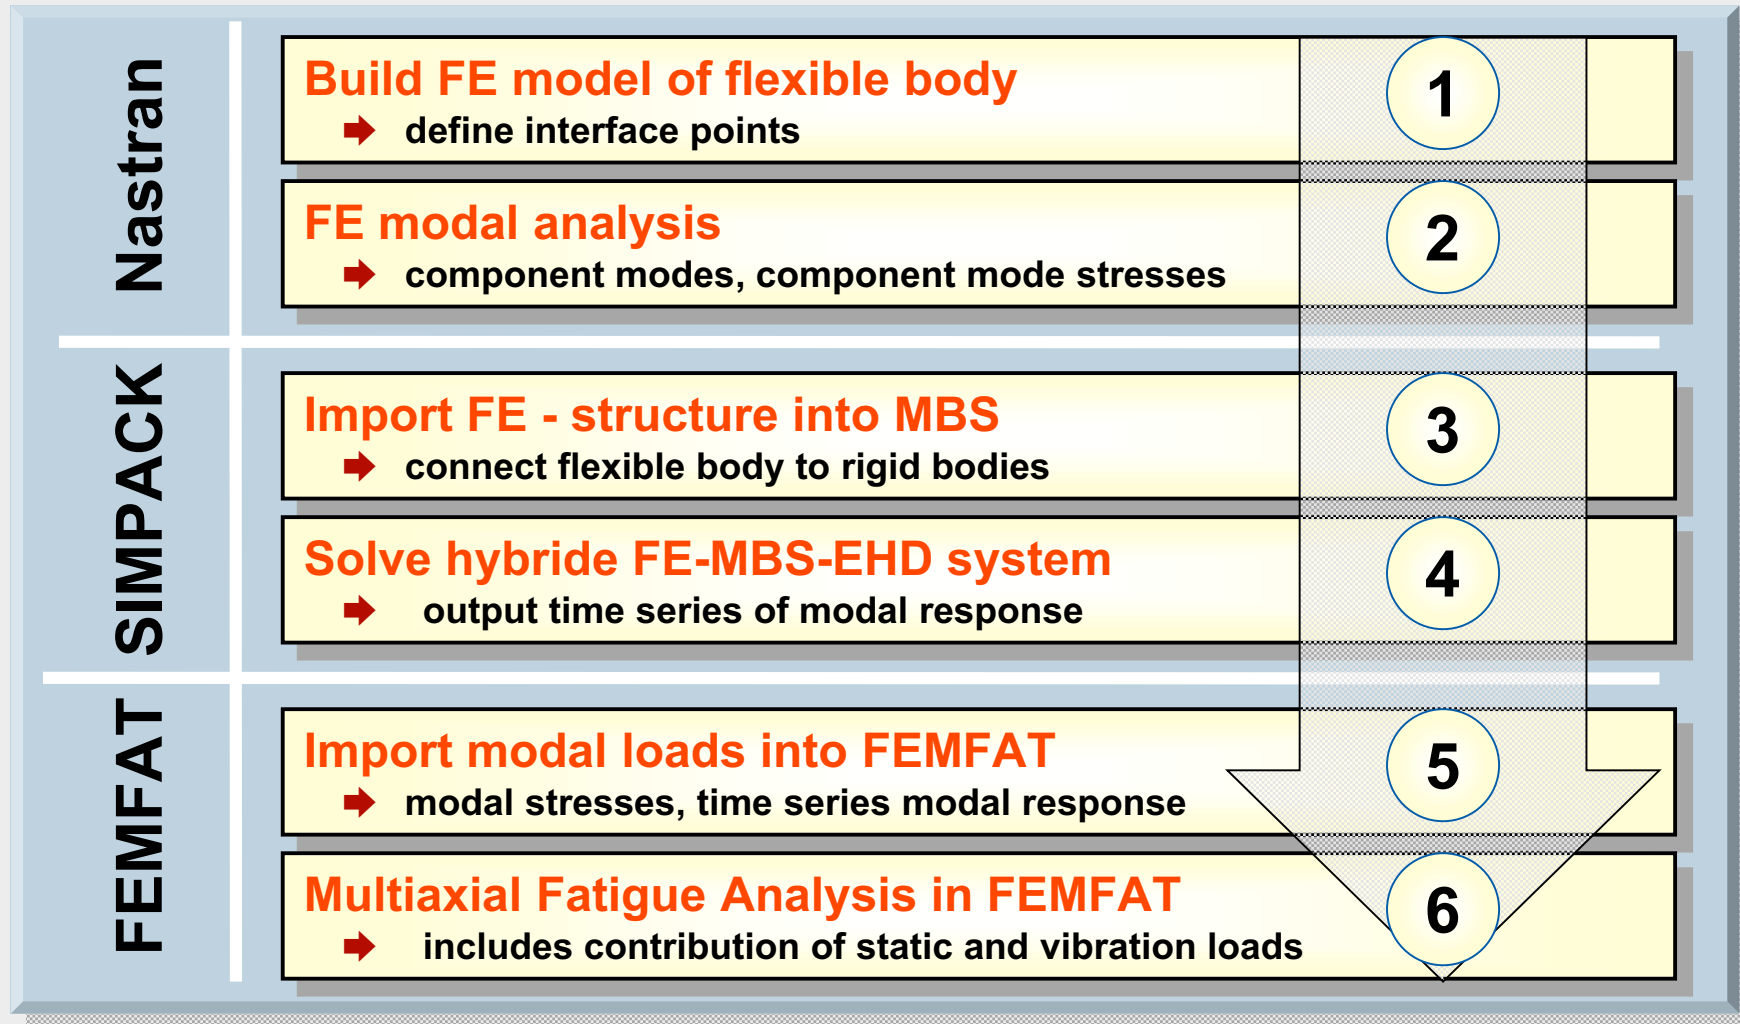 Nastran
Build FE model of flexible body
define interface points
1
FE modal analysis
component modes, component mode stresses
2
SIMPACK
Import FE - structure into MBS
connect flexible body to rigid bodies
3
Solve hybride FE-MBS-EHD system
output time series of modal response
4
FEMFAT
Import modal loads into FEMFAT
modal stresses, time series modal response
5
Multiaxial Fatigue Analysis in FEMFAT
includes contribution of static and vibration loads
6